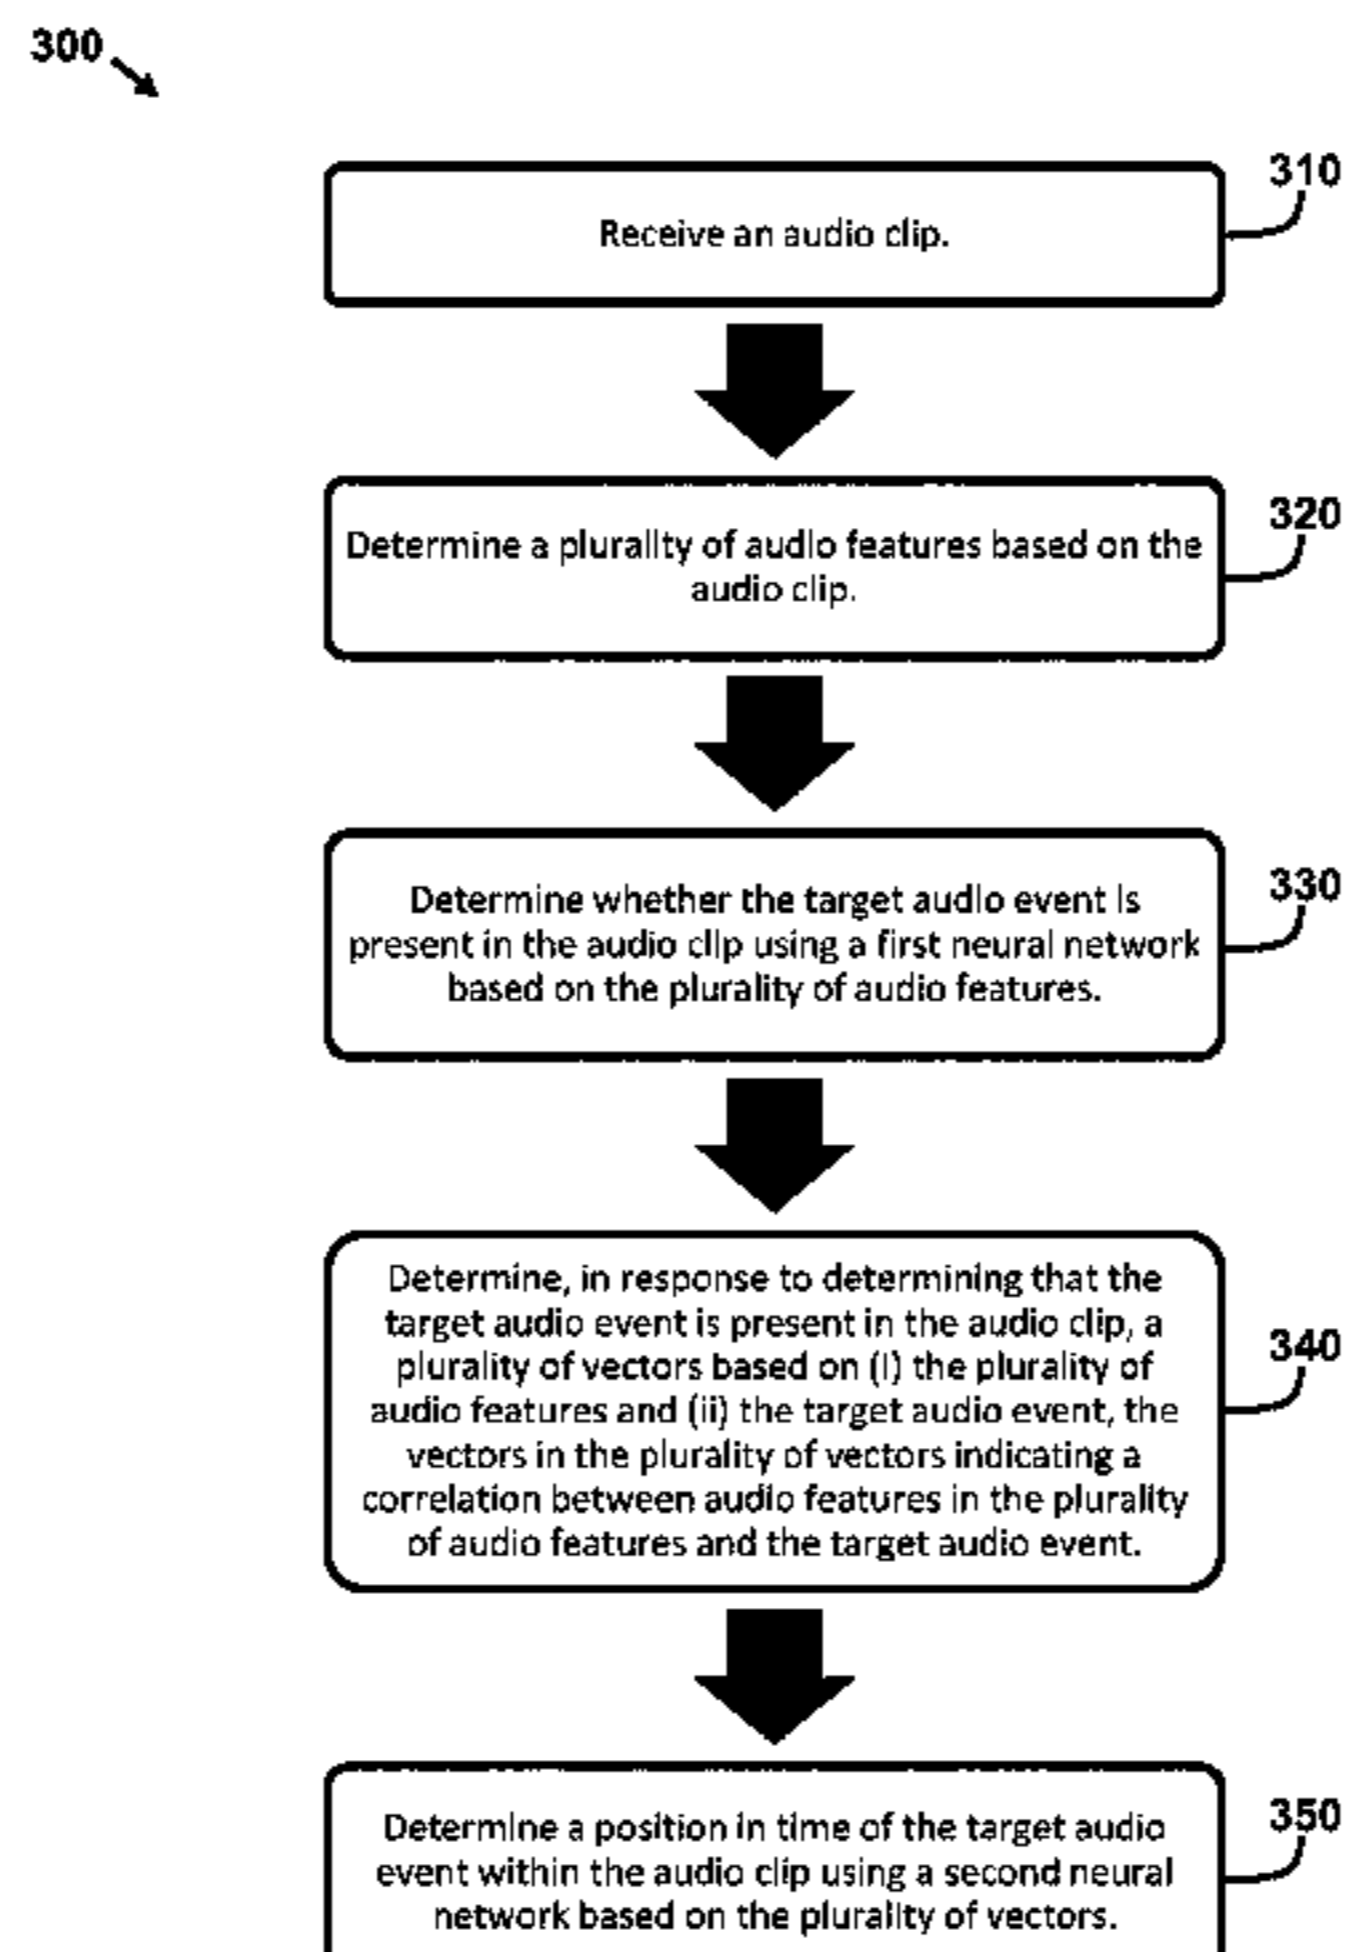 300
310
Receive an audio clip.
320
Determine a plurality of audio features based on the
audio clip.
330
Determine whether the target audio event is
present in the audio clip using a first neural network
based on the plurality of audio features.
340
Determine, in response to determining that the
target audio event is present in the audio clip, a
plurality of vectors based on (i) the plurality of
audio features and (ii) the target audio event, the
vectors in the plurality of vectors indicating a
correlation between audio features in the plurality
of audio features and the target audio event.
350
Determine a position in time of the target audio
event within the audio clip using a second neural
network based on the plurality of vectors.